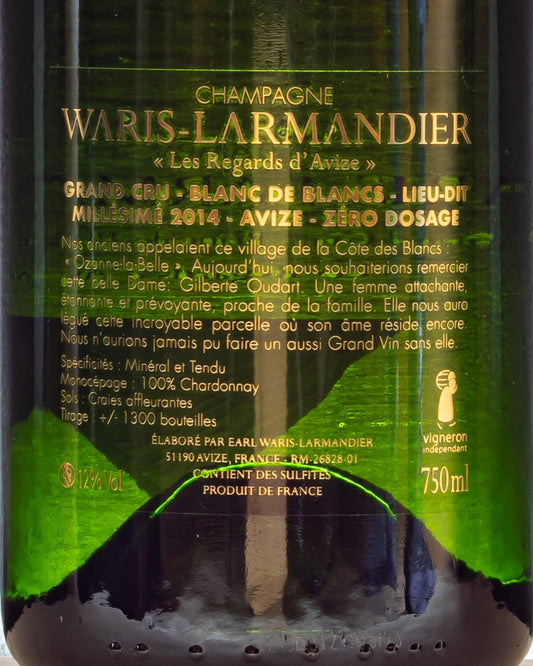 CHAMPAGNE
WARIS-LARMANDIER
« Les Regards d'Avize »
GRAND CRU - BLANC DE BLANCS - LIEU-DIT
MILLÉSIMÉ 2014 - AVIZE - ZÉRO DOSAGE
Nos anciens appelaient ce village de la Côte des Blancs :
« Ozanne-la-Belle ». Aujourd'hui, nous souhaiterions remercier
cette belle Dame: Gilberte Oudart. Une femme attachante,
étonnante et prévoyante, proche de la famille. Elle nous aura
légué cette incroyable parcelle où son âme réside encore.
Nous n'aurions jamais pu faire un aussi Grand Vin sans elle.
Spécificités : Minéral et Tendu
Monocépage : 100% Chardonnay
Sols : Craies affleurantes
Tirage : +/- 1300 bouteilles
ÉLABORÉ PAR EARL WARIS-LARMANDIER
51190 AVIZE, FRANCE - RM-26828-01
CONTIENT DES SULFITES
PRODUIT DE FRANCE
12% Vol
vigneron
indépendant
750ml